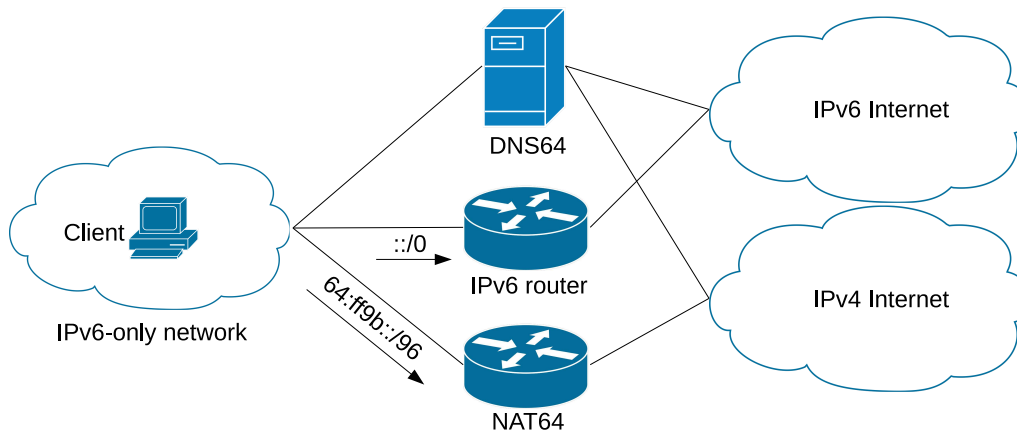 DNS64
IPv6 Internet
Client
::/0
IPv6 router
IPv4 Internet
IPv6-only network
64:ff9b::/96
NAT64